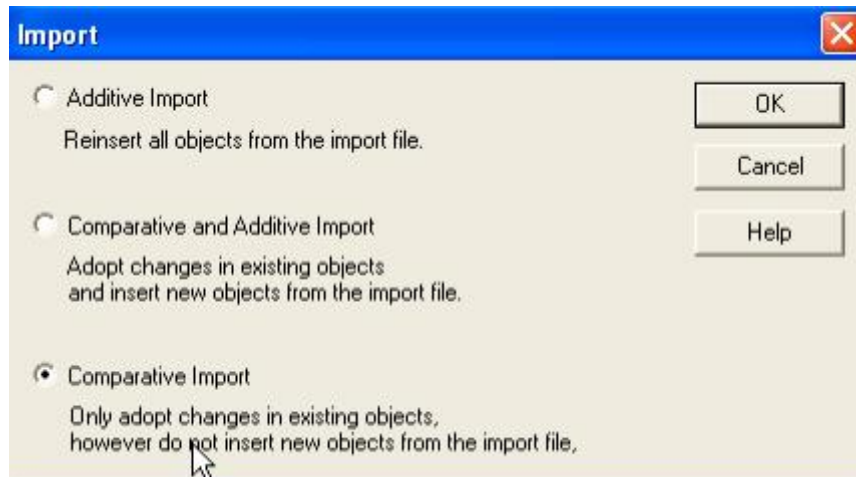 Import
Additive Import
Reinsert all objects from the import file.
OK
Cancel
Comparative and Additive Import
Help
Adopt changes in existing objects
and insert new objects from the import file.
Comparative Import
Only adopt changes in existing objects,
however do not insert new objects from the import file,